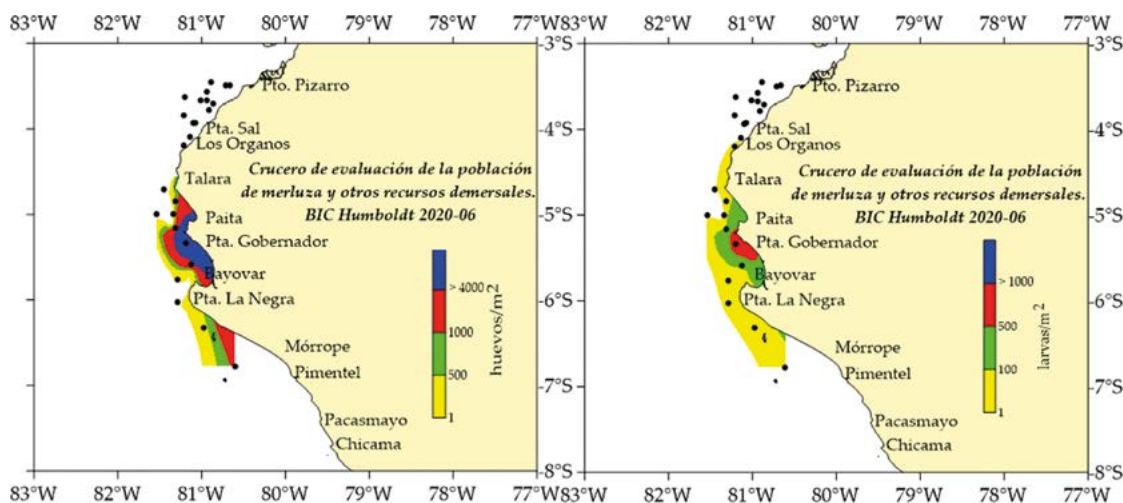 83°W 82°W 81°W 80°W 79°W 78°W 77°W
-3°S
Pto. Pizarro
-4°S
Pta. Sal
Los Organos
Crucero de evaluación de la población
de merluza y otros recursos demersales.
BIC Humboldt 2020-06
Talara
-5°S
Paita
Pta. Gobernador
Bayovar
-6°S
Pta. La Negra
Mórrope
Pimentel
-7°S
Pacasmayo
Chicama
-8°S
> 4000
1000
500
1
huevos/m²
83°W 82°W 81°W 80°W 79°W 78°W 77°W
83°W 82°W 81°W 80°W 79°W 78°W 77°W
-3°S
Pto. Pizarro
-4°S
Pta. Sal
Los Organos
Crucero de evaluación de la población
de merluza y otros recursos demersales.
BIC Humboldt 2020-06
Talara
-5°S
Paita
Pta. Gobernador
Bayovar
-6°S
Pta. La Negra
Mórrope
Pimentel
-7°S
Pacasmayo
Chicama
-8°S
> 1000
500
100
1
larvas/m²
83°W 82°W 81°W 80°W 79°W 78°W 77°W